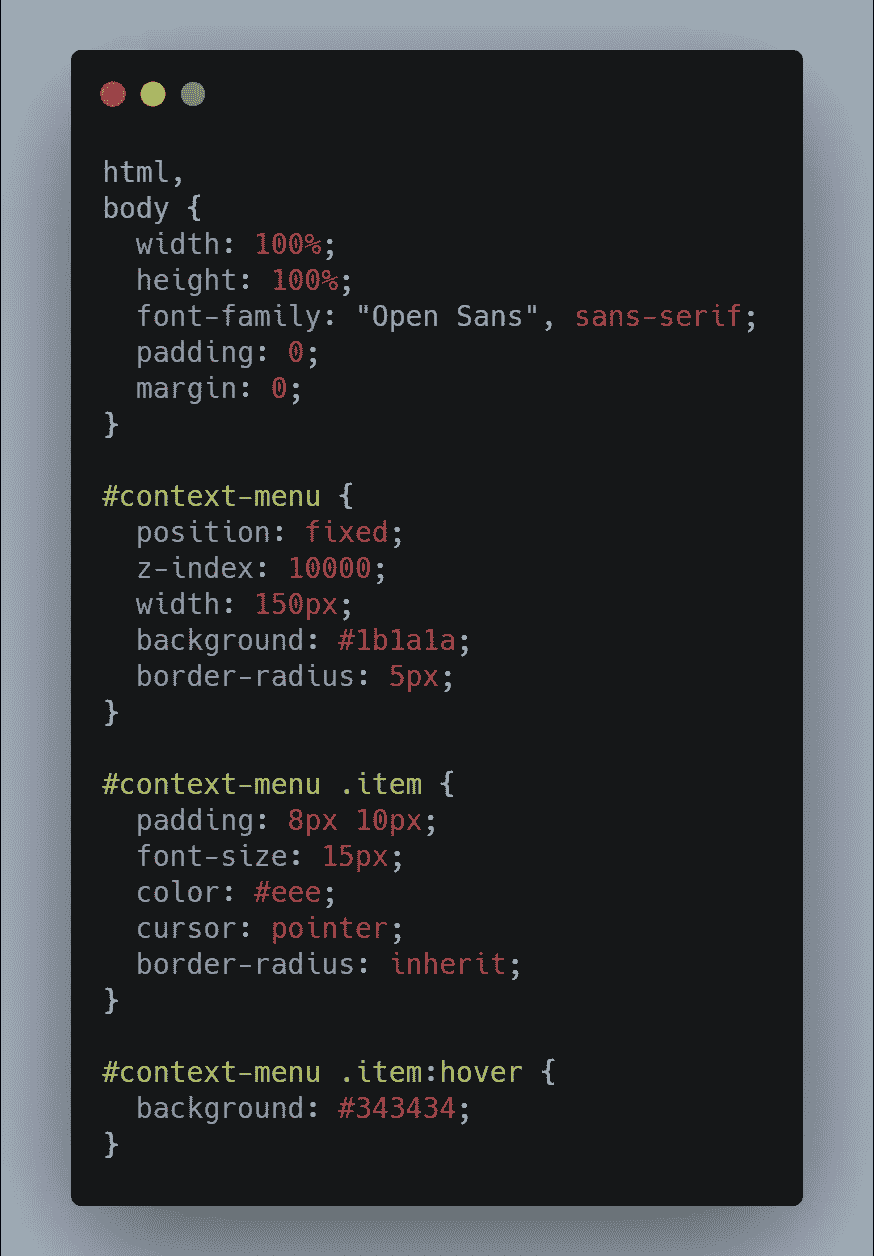 html,
body {
  width: 100%;
  height: 100%;
  font-family: "Open Sans", sans-serif;
  padding: 0;
  margin: 0;
}

#context-menu {
  position: fixed;
  z-index: 10000;
  width: 150px;
  background: #1b1a1a;
  border-radius: 5px;
}

#context-menu .item {
  padding: 8px 10px;
  font-size: 15px;
  color: #eee;
  cursor: pointer;
  border-radius: inherit;
}

#context-menu .item:hover {
  background: #343434;
}